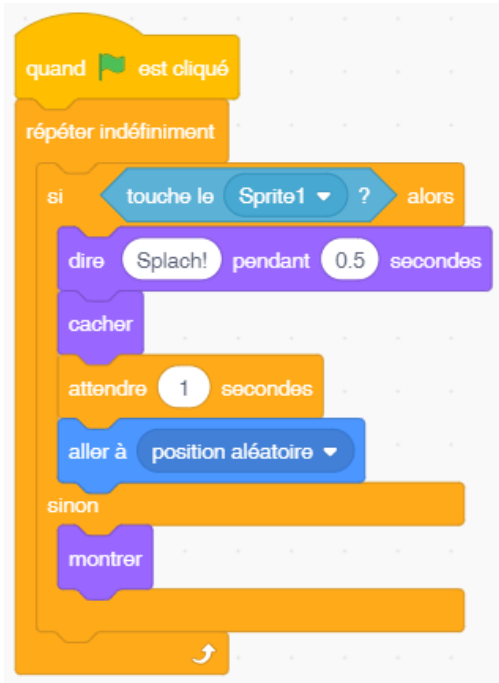 quand est cliqué
répéter indéfiniment
si touche le Sprite1 ? alors
dire Splach! pendant 0.5 secondes
cacher
attendre 1 secondes
aller à position aléatoire
sinon
montrer